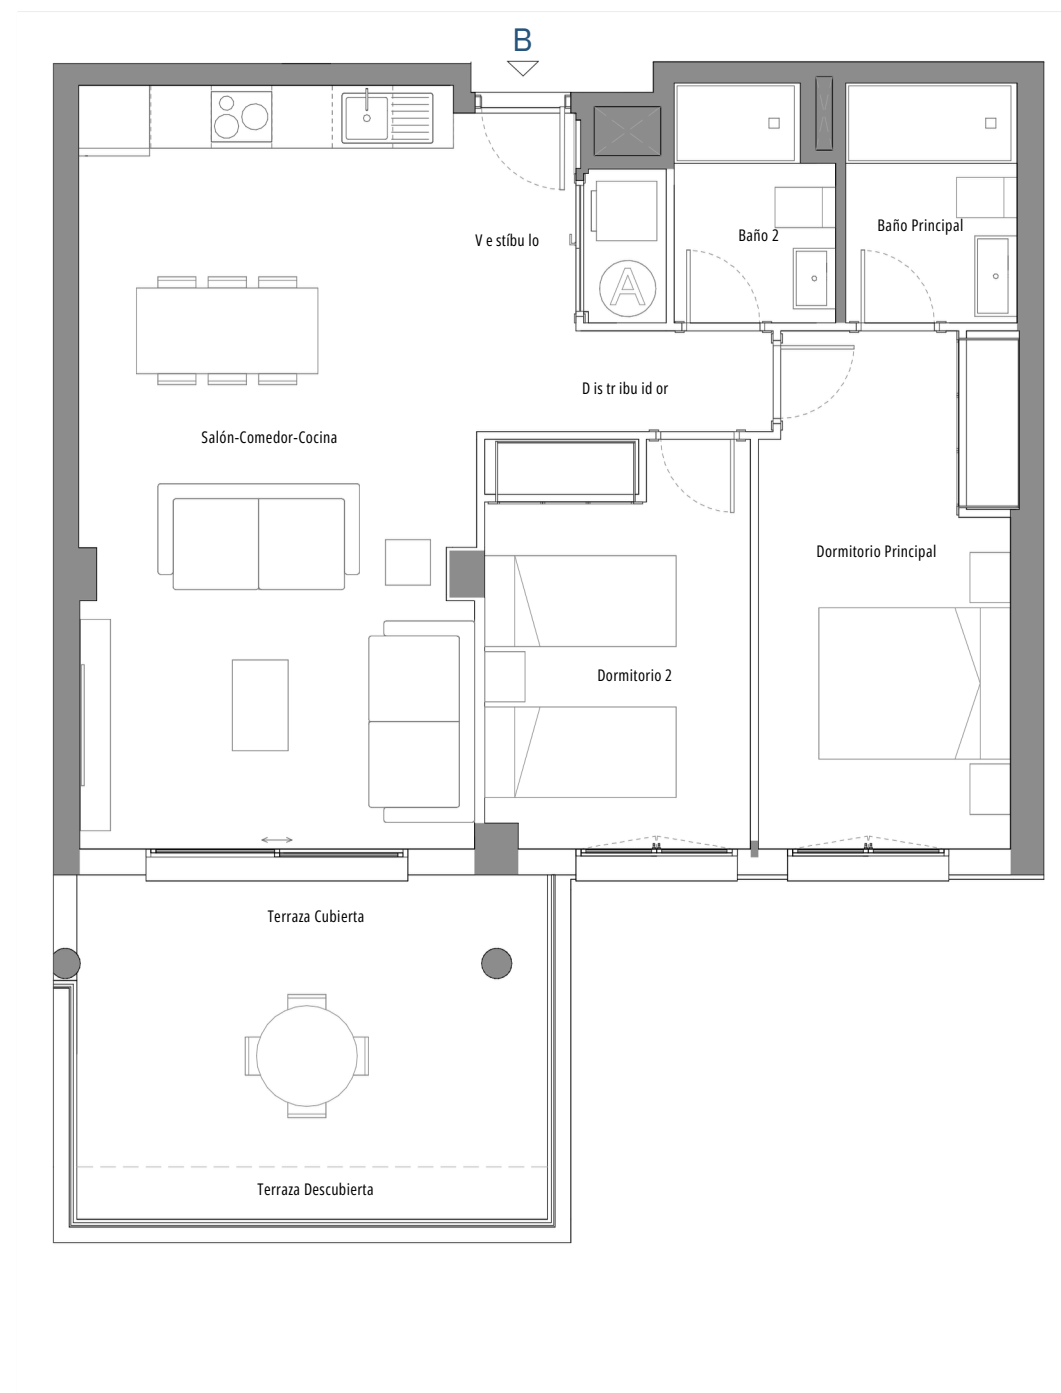 B
Vestíbulo
Baño 2
Baño Principal
A
Distribuidor
Salón-Comedor-Cocina
Dormitorio Principal
Dormitorio 2
Terraza Cubierta
Terraza Descubierta